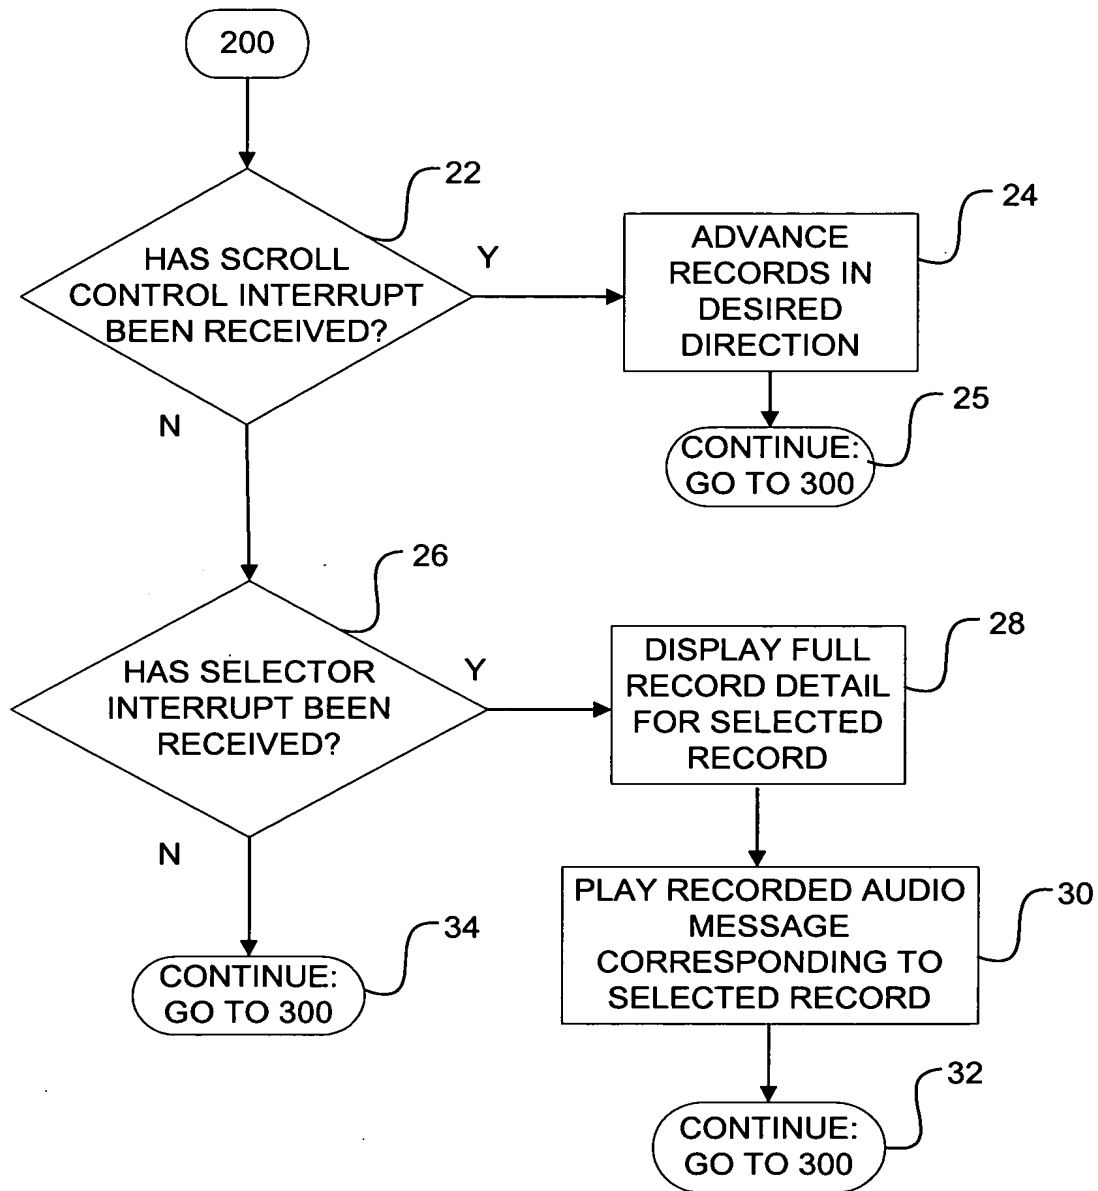 200
22
HAS SCROLL
CONTROL INTERRUPT
BEEN RECEIVED?
Y
24
ADVANCE
RECORDS IN
DESIRED
DIRECTION
N
25
CONTINUE:
GO TO 300
26
HAS SELECTOR
INTERRUPT BEEN
RECEIVED?
Y
28
DISPLAY FULL
RECORD DETAIL
FOR SELECTED
RECORD
N
30
PLAY RECORDED AUDIO
MESSAGE
CORRESPONDING TO
SELECTED RECORD
34
CONTINUE:
GO TO 300
32
CONTINUE:
GO TO 300